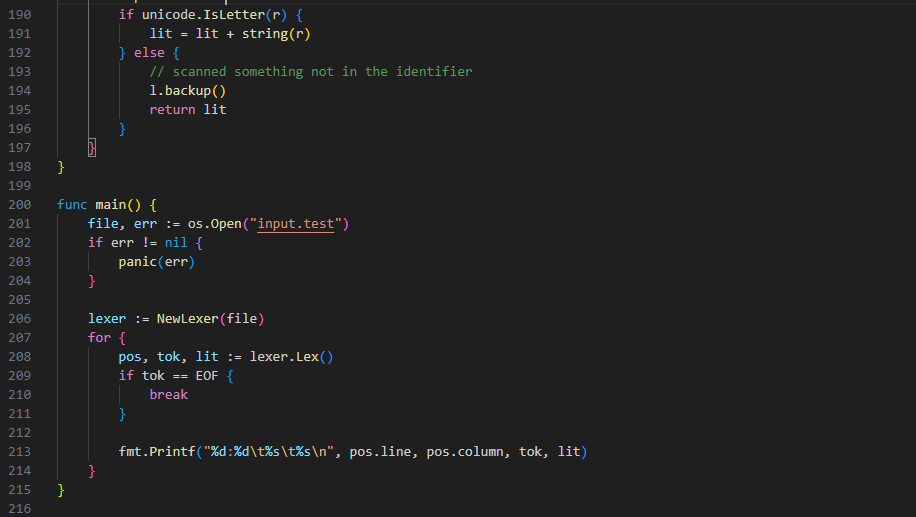 190 if unicode.IsLetter(r) {
191 lit = lit + string(r)
192 } else {
193 // scanned something not in the identifier
194 l.backup()
195 return lit
196 }
197 }
198 }
199
200 func main() {
201 file, err := os.Open("input.test")
202 if err != nil {
203 panic(err)
204 }
205
206 lexer := NewLexer(file)
207 for {
208 pos, tok, lit := lexer.Lex()
209 if tok == EOF {
210 break
211 }
212
213 fmt.Printf("%d:%d\t%s\t%s\n", pos.line, pos.column, tok, lit)
214 }
215 }
216